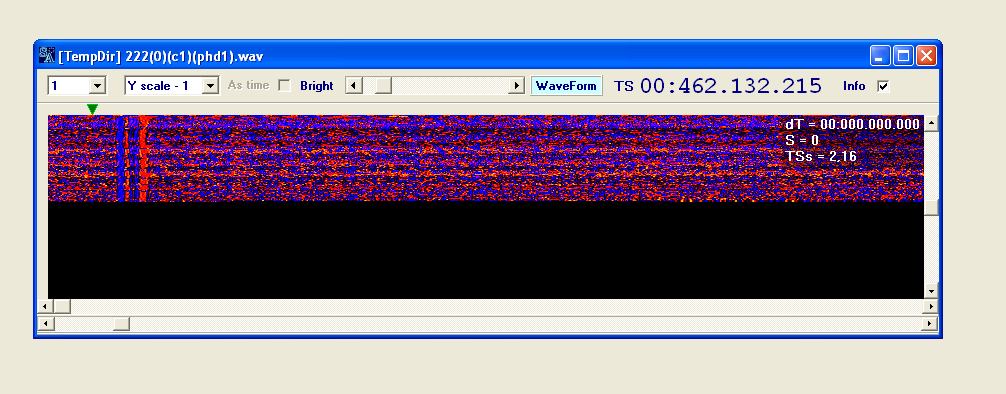 [TempDir] 222(0)(c1)(phd1).wav
1 Y scale - 1 As time Bright WaveForm TS 00:462.132.215 Info
dT = 00:000.000.000
S = 0
TSs = 2,16